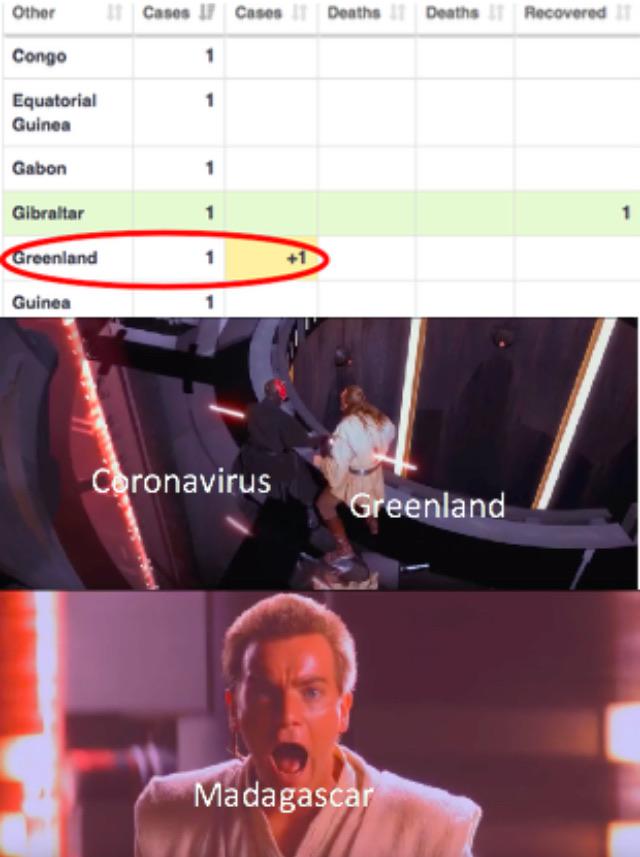 Other Cases Cases Deaths Deaths Recovered
Congo 1
Equatorial
Guinea 1
Gabon 1
Gibraltar 1 1
Greenland 1 +1
Guinea 1
Coronavirus
Greenland
Madagascar